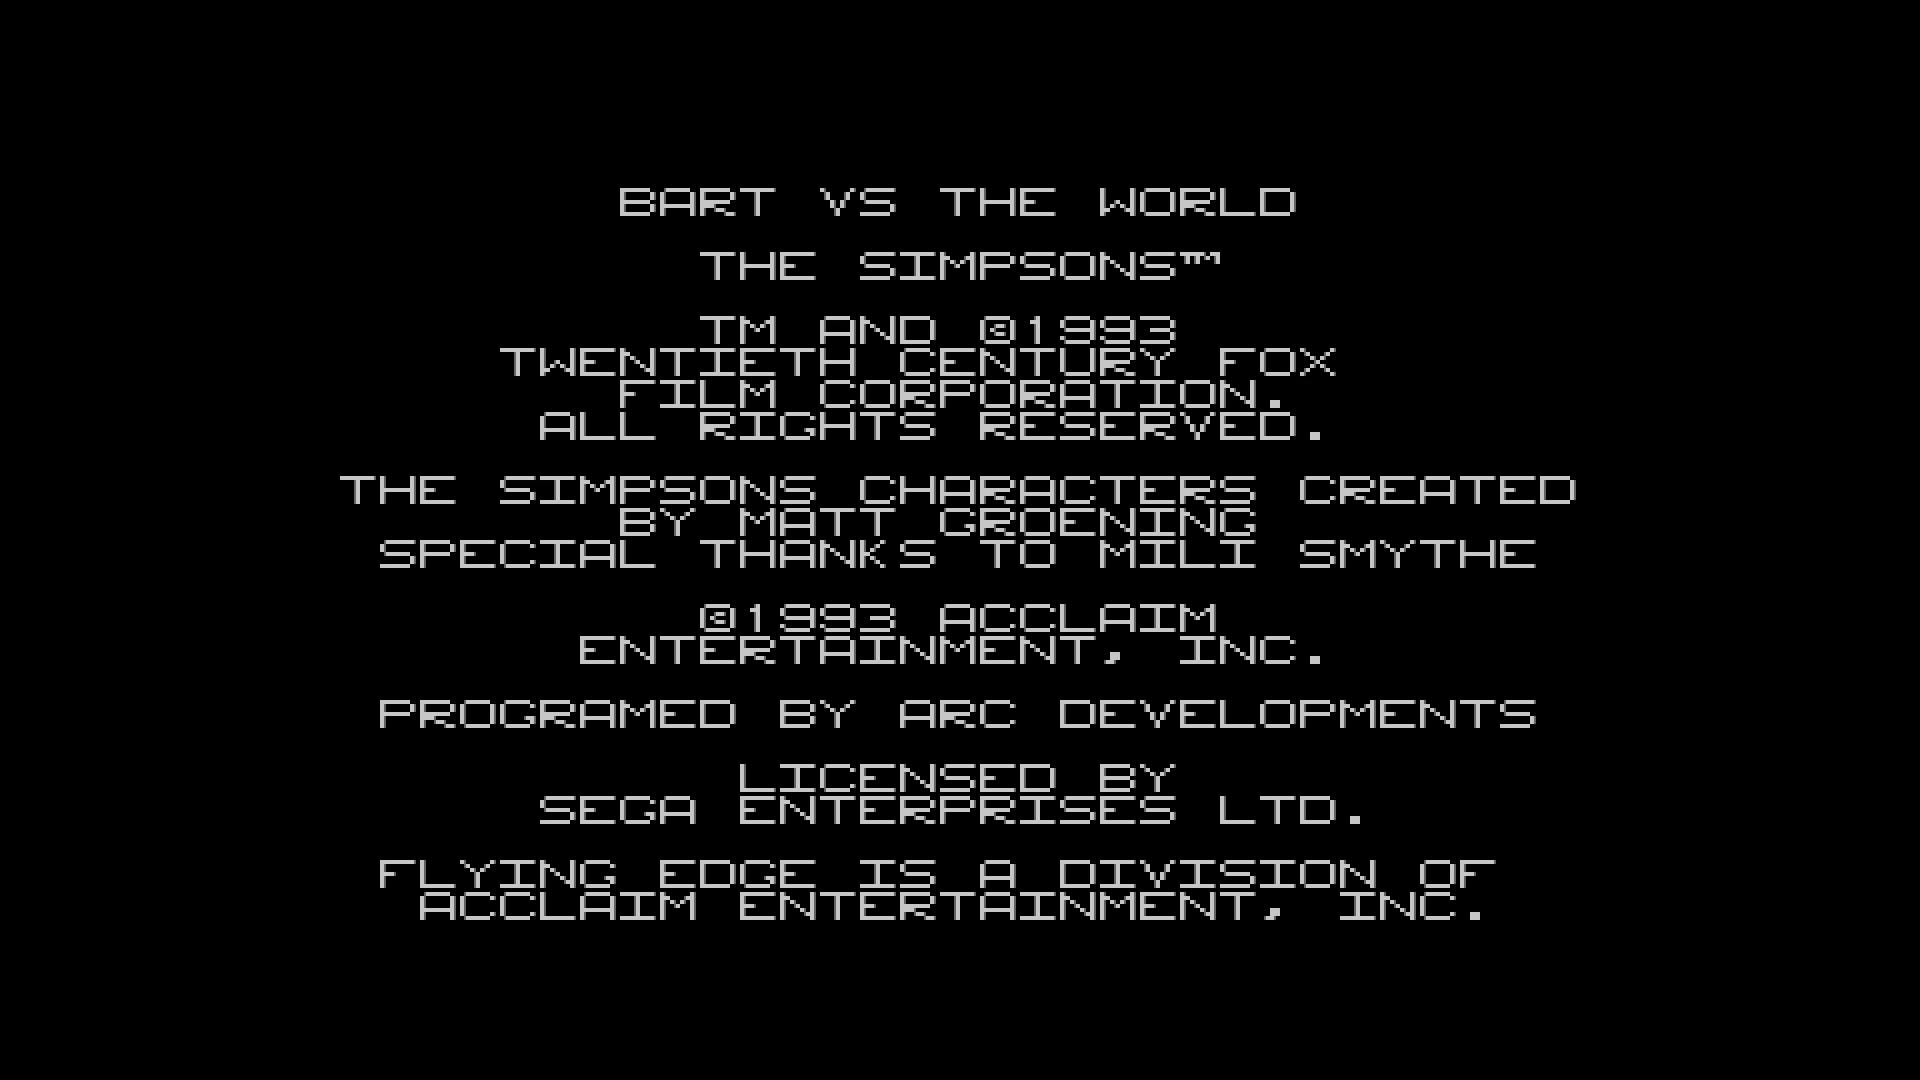 BART VS THE WORLD
THE SIMPSONS™
TM AND ©1993
TWENTIETH CENTURY FOX
FILM CORPORATION.
ALL RIGHTS RESERVED.
THE SIMPSONS CHARACTERS CREATED
BY MATT GROENING
SPECIAL THANKS TO MILI SMYTHE
©1993 ACCLAIM
ENTERTAINMENT, INC.
PROGRAMED BY ARC DEVELOPMENTS
LICENSED BY
SEGA ENTERPRISES LTD.
FLYING EDGE IS A DIVISION OF
ACCLAIM ENTERTAINMENT, INC.